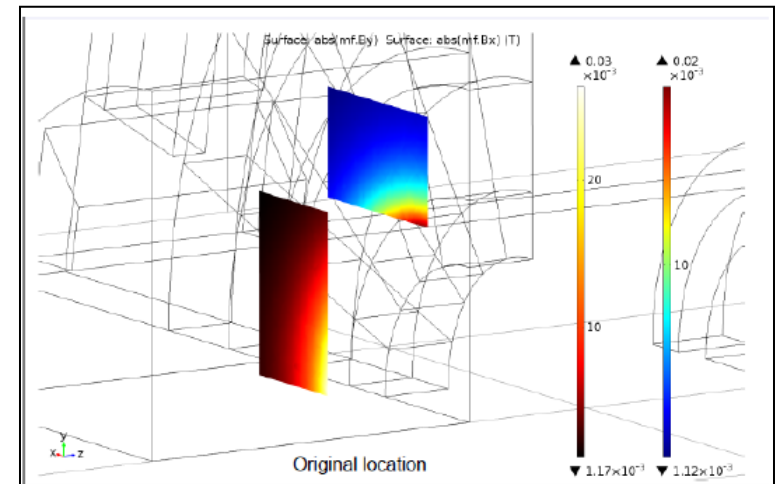 Surface: abs(mf.By) Surface: abs(mf.Bx) (T)
▲ 0.03 ▲ 0.02
×10⁻³ ×10⁻³
20
10
10
y
x z
▼ 1.17×10⁻³ ▼ 1.12×10⁻³
Original location